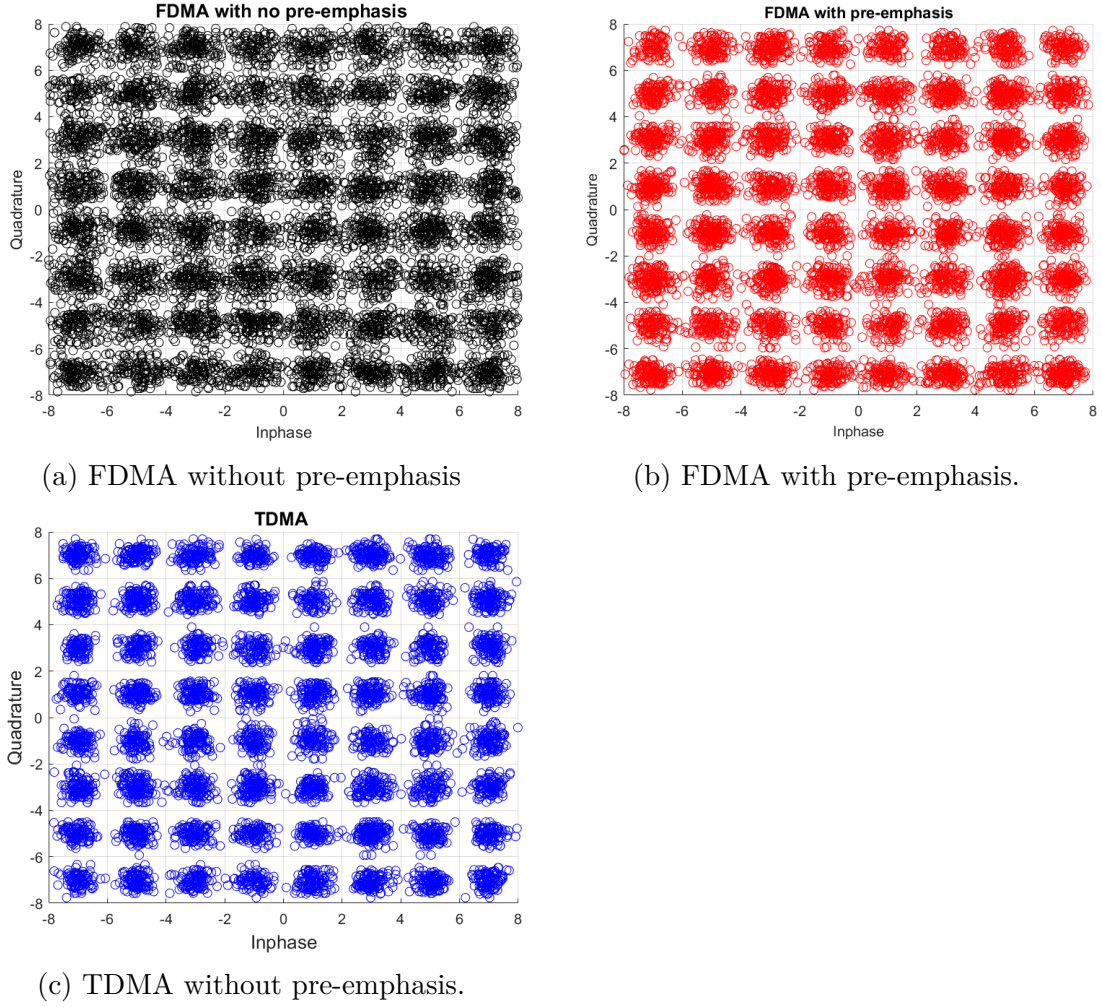 FDMA with no pre-emphasis
8
6
4
2
0
-2
-4
-6
-8
Quadrature
-8 -6 -4 -2 0 2 4 6 8
Inphase
(a) FDMA without pre-emphasis
FDMA with pre-emphasis
8
6
4
2
0
-2
-4
-6
-8
Quadrature
-8 -6 -4 -2 0 2 4 6 8
Inphase
(b) FDMA with pre-emphasis.
TDMA
8
6
4
2
0
-2
-4
-6
-8
Quadrature
-8 -6 -4 -2 0 2 4 6 8
Inphase
(c) TDMA without pre-emphasis.